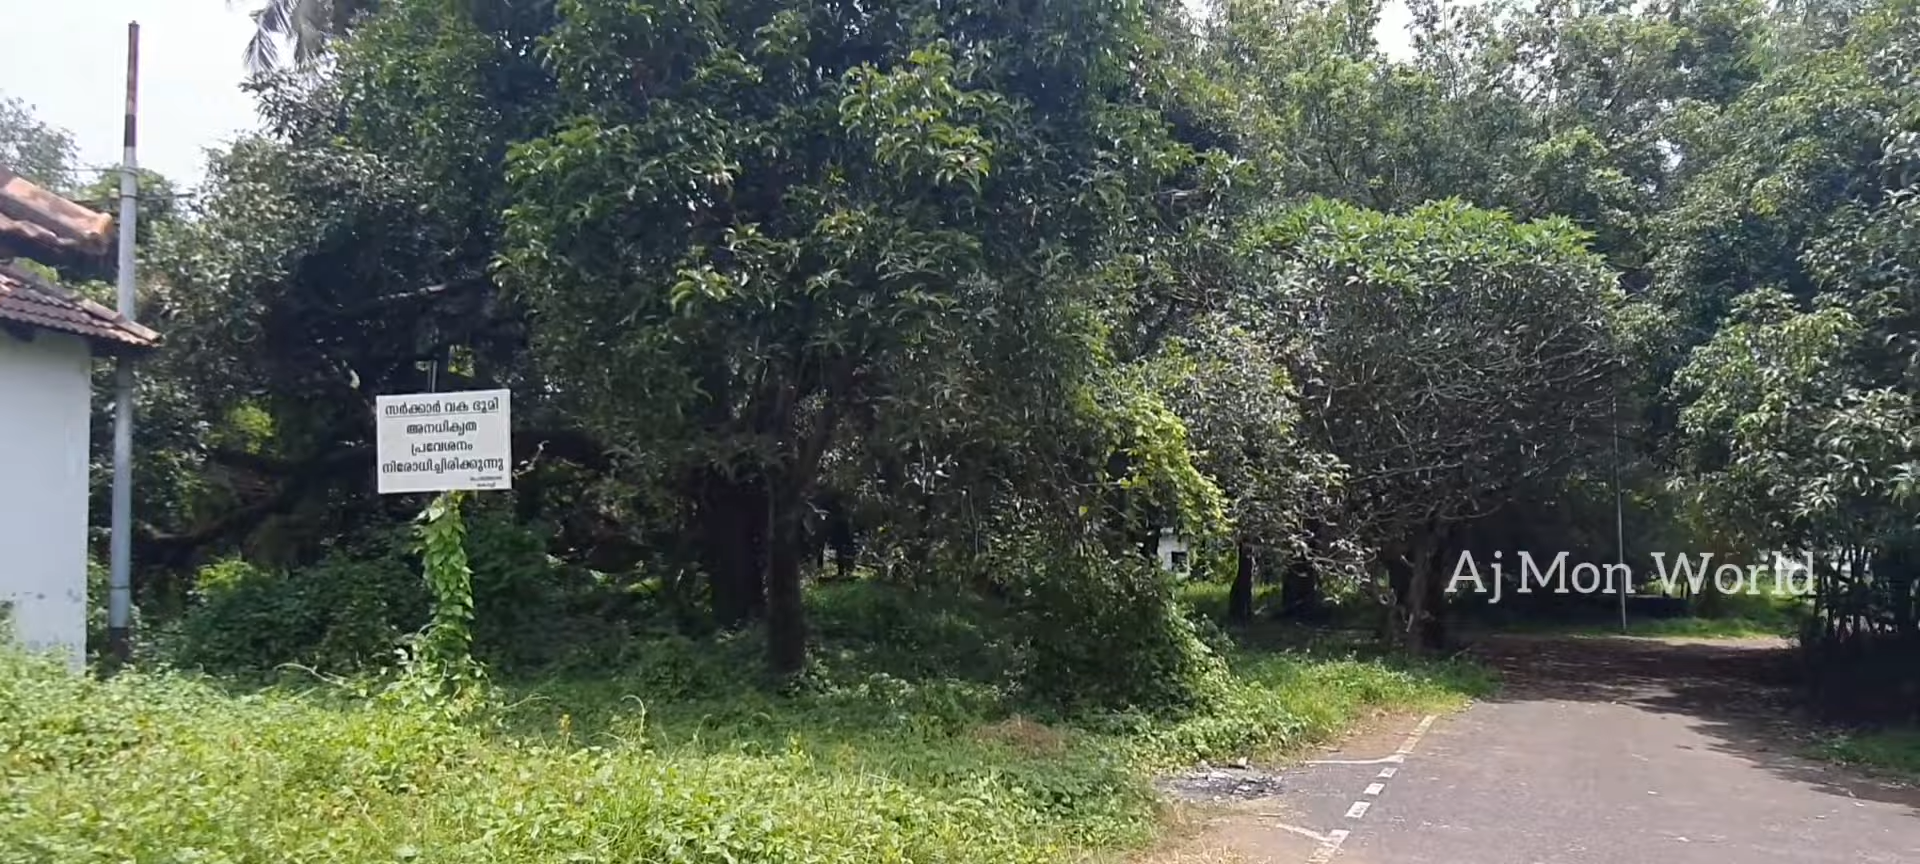 സർക്കാർ വക ഭൂമി
അനധികൃത
പ്രവേശനം
നിരോധിച്ചിരിക്കുന്നു
Aj Mon World